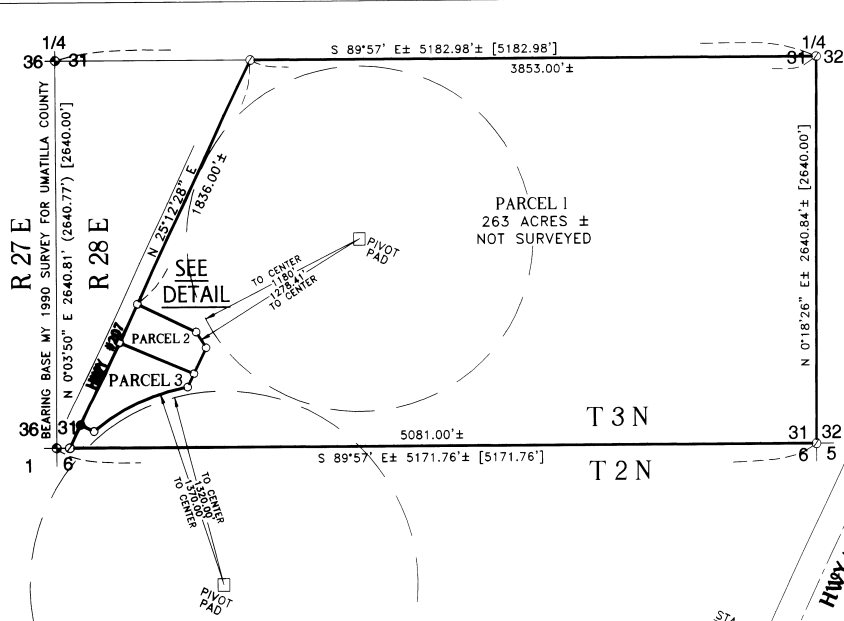 1/4
36 31
S 89°57' E± 5182.98'± [5182.98']
3853.00'±
1/4
31 32
BEARING BASE MY 1990 SURVEY FOR UMATILLA COUNTY
N 0°03'50" E 2640.81' (2640.77') [2640.00']
R 27 E
R 28 E
N 25°12'28" E
1836.00'±
PARCEL 1
263 ACRES ±
NOT SURVEYED
PIVOT
PAD
N 0°18'26" E± 2640.84'± [2640.00']
SEE
DETAIL
TO CENTER
1180'
1278.41'
TO CENTER
PARCEL 2
HWY #207
PARCEL 3
36 31
1 6
5081.00'±
S 89°57' E± 5171.76'± [5171.76']
T 3 N
T 2 N
31 32
6 5
TO CENTER
1320.00'
1370.00'
TO CENTER
PIVOT
PAD
HWY
STA